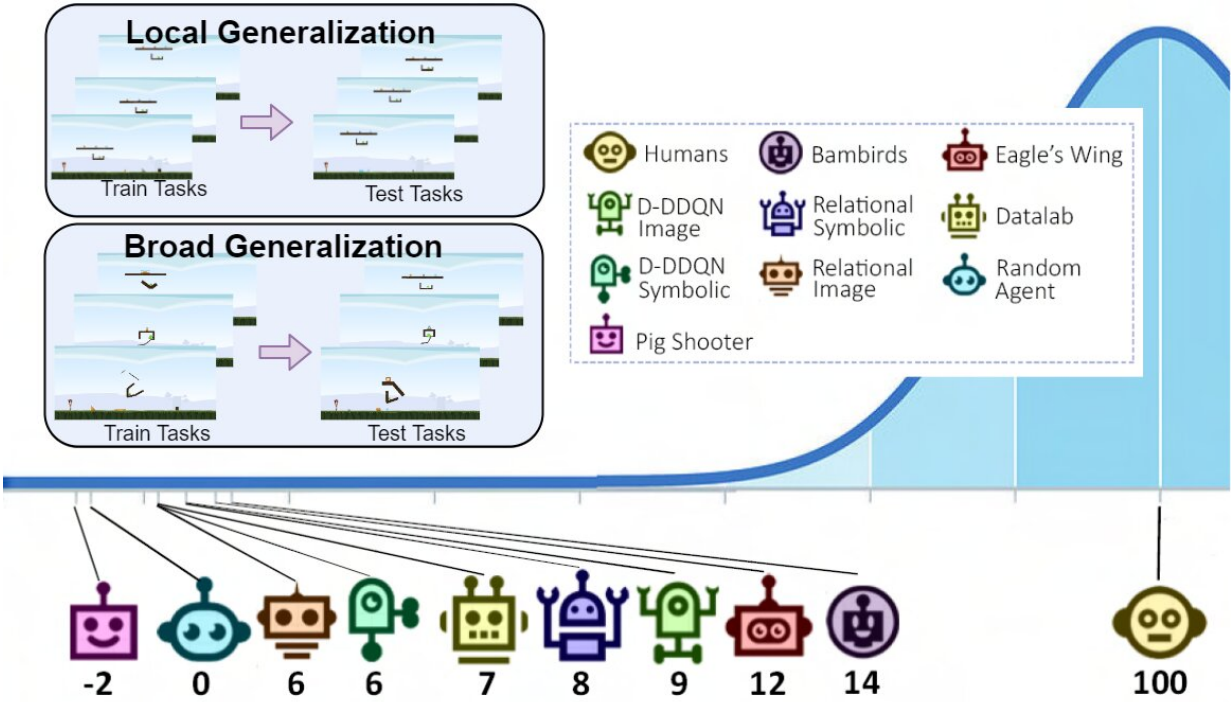 Local Generalization
Train Tasks
Test Tasks
Broad Generalization
Train Tasks
Test Tasks
Humans
Bambirds
Eagle's Wing
D-DDQN
Image
Relational
Symbolic
Datalab
D-DDQN
Symbolic
Relational
Image
Random
Agent
Pig Shooter
-2
0
6
6
7
8
9
12
14
100